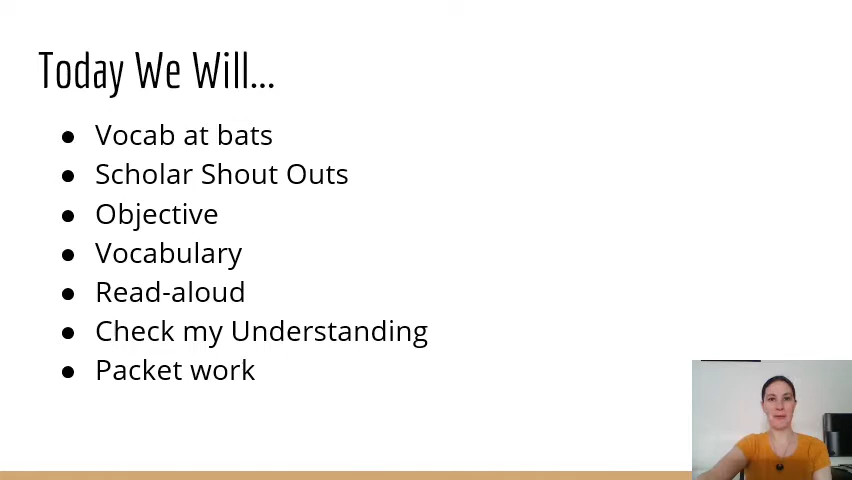 Today We Will...
● Vocab at bats
● Scholar Shout Outs
● Objective
● Vocabulary
● Read-aloud
● Check my Understanding
● Packet work